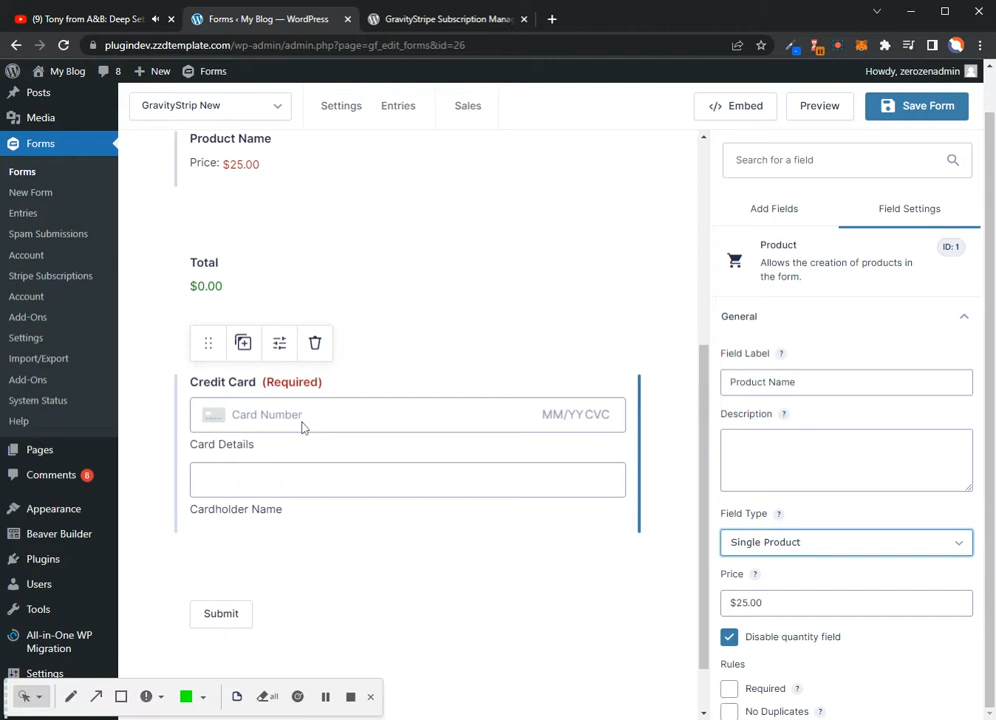 (9) Tony from A&B: Deep Se
Forms ‹ My Blog — WordPress
GravityStripe Subscription Mana
plugindev.zzdtemplate.com/wp-admin/admin.php?page=gf_edit_forms&id=26
My Blog 8 New Forms
Howdy, zerozenadmin
Posts
Media
Forms
Forms
New Form
Entries
Spam Submissions
Account
Stripe Subscriptions
Account
Add-Ons
Settings
Import/Export
Add-Ons
System Status
Help
Pages
Comments 8
Appearance
Beaver Builder
Plugins
Users
Tools
All-in-One WP
Migration
Settings
GravityStrip New
Settings Entries Sales
</> Embed Preview Save Form
Product Name
Price: $25.00
Total
$0.00
Credit Card (Required)
Card Number MM/YY CVC
Card Details
Cardholder Name
Submit
Search for a field
Add Fields Field Settings
Product ID: 1
Allows the creation of products in
the form.
General
Field Label ?
Product Name
Description ?
Field Type ?
Single Product
Price ?
$25.00
Disable quantity field
Rules
Required ?
No Duplicates ?
all